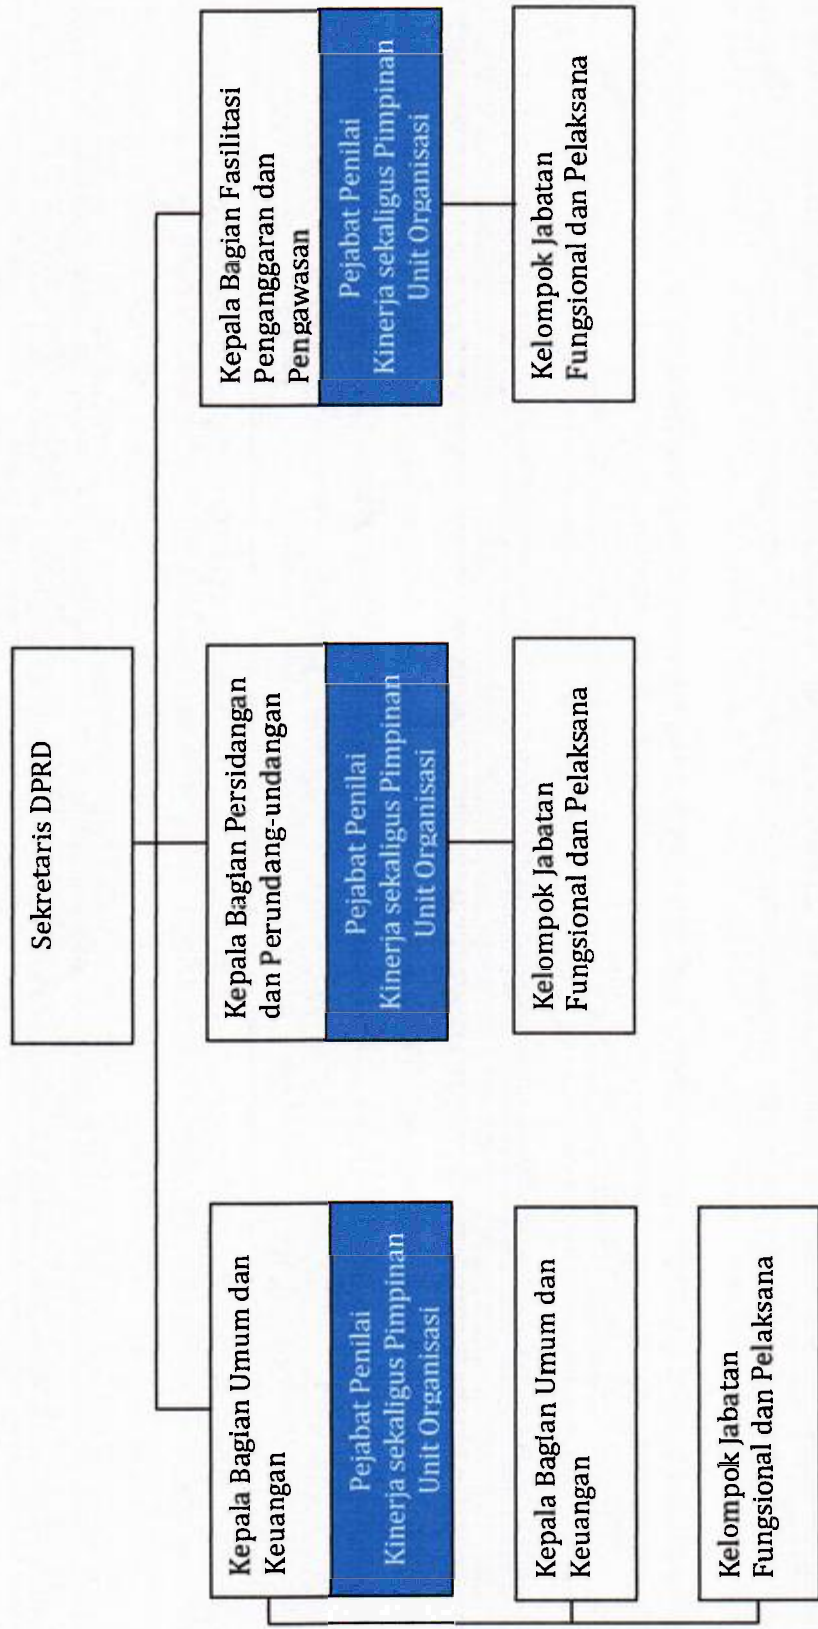 Sekretaris DPRD
Kepala Bagian Umum dan
Keuangan
Pejabat Penilai
Kinerja sekaligus Pimpinan
Unit Organisasi
Kepala Bagian Umum dan
Keuangan
Kelompok Jabatan
Fungsional dan Pelaksana
Kepala Bagian Persidangan
dan Perundang-undangan
Pejabat Penilai
Kinerja sekaligus Pimpinan
Unit Organisasi
Kelompok Jabatan
Fungsional dan Pelaksana
Kepala Bagian Fasilitasi
Penganggaran dan
Pengawasan
Pejabat Penilai
Kinerja sekaligus Pimpinan
Unit Organisasi
Kelompok Jabatan
Fungsional dan Pelaksana